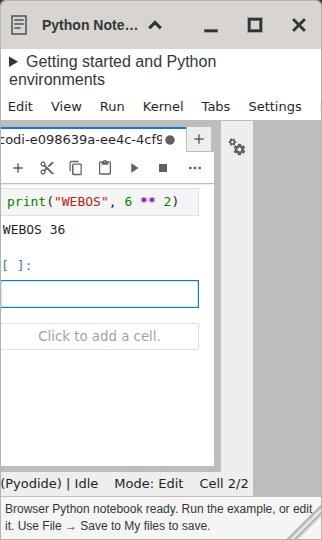 Python Note...
Getting started and Python
environments
Edit View Run Kernel Tabs Settings
codi-e098639a-ee4c-4cf9
print("WEBOS", 6 ** 2)
WEBOS 36
[ ]:
Click to add a cell.
(Pyodide) | Idle Mode: Edit Cell 2/2
Browser Python notebook ready. Run the example, or edit
it. Use File → Save to My files to save.